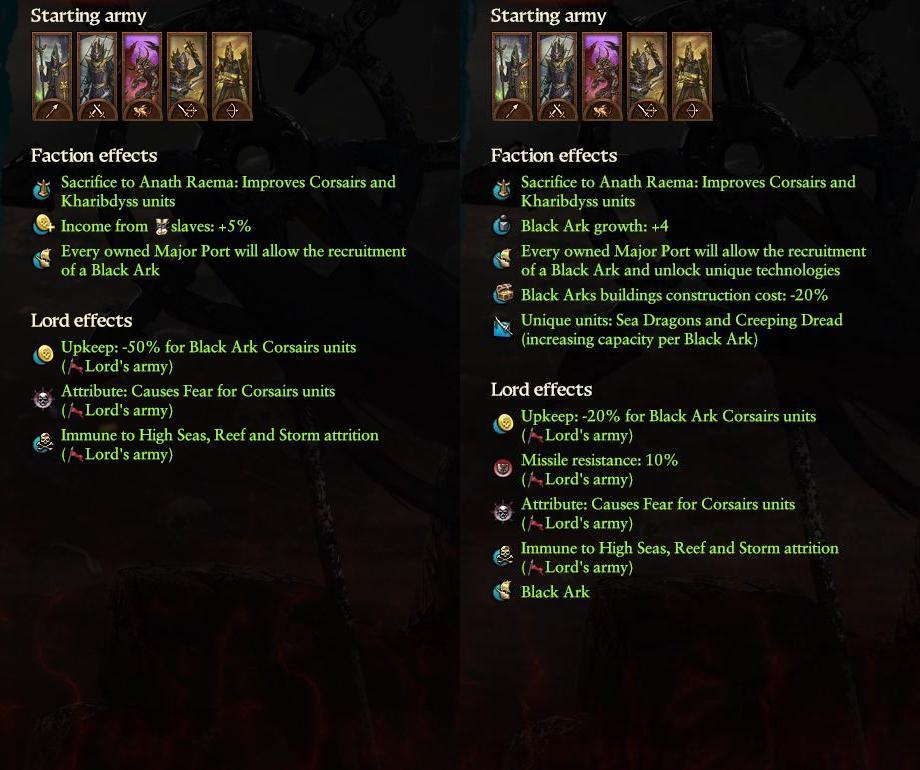 Starting army
Faction effects
Sacrifice to Anath Raema: Improves Corsairs and
Kharibdyss units
Income from slaves: +5%
Every owned Major Port will allow the recruitment
of a Black Ark
Lord effects
Upkeep: -50% for Black Ark Corsairs units
(Lord's army)
Attribute: Causes Fear for Corsairs units
(Lord's army)
Immune to High Seas, Reef and Storm attrition
(Lord's army)
Starting army
Faction effects
Sacrifice to Anath Raema: Improves Corsairs and
Kharibdyss units
Black Ark growth: +4
Every owned Major Port will allow the recruitment
of a Black Ark and unlock unique technologies
Black Arks buildings construction cost: -20%
Unique units: Sea Dragons and Creeping Dread
(increasing capacity per Black Ark)
Lord effects
Upkeep: -20% for Black Ark Corsairs units
(Lord's army)
Missile resistance: 10%
(Lord's army)
Attribute: Causes Fear for Corsairs units
(Lord's army)
Immune to High Seas, Reef and Storm attrition
(Lord's army)
Black Ark